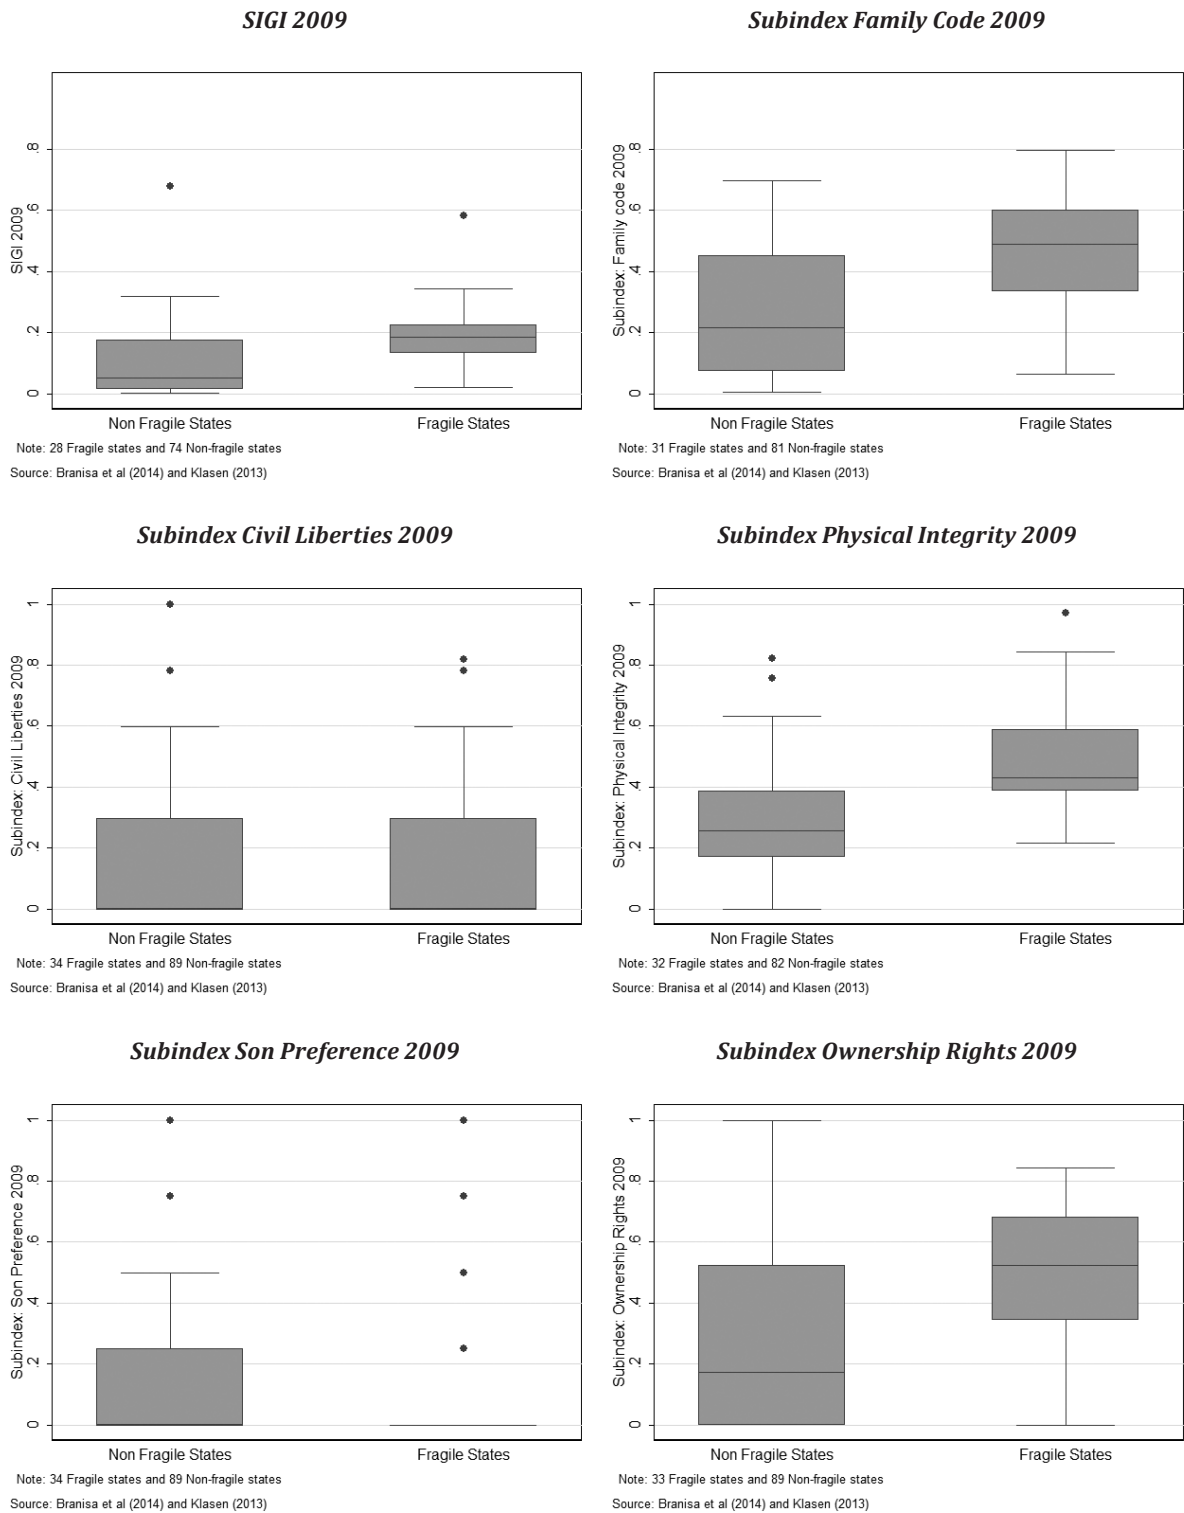 SIGI 2009
SIGI 2009
0 .2 .4 .6 .8
Non Fragile States Fragile States
Note: 28 Fragile states and 74 Non-fragile states
Source: Branisa et al (2014) and Klasen (2013)
Subindex Family Code 2009
Subindex: Family code 2009
0 .2 .4 .6 .8
Non Fragile States Fragile States
Note: 31 Fragile states and 81 Non-fragile states
Source: Branisa et al (2014) and Klasen (2013)
Subindex Civil Liberties 2009
Subindex: Civil Liberties 2009
0 .2 .4 .6 .8 1
Non Fragile States Fragile States
Note: 34 Fragile states and 89 Non-fragile states
Source: Branisa et al (2014) and Klasen (2013)
Subindex Physical Integrity 2009
Subindex: Physical Integrity 2009
0 .2 .4 .6 .8 1
Non Fragile States Fragile States
Note: 32 Fragile states and 82 Non-fragile states
Source: Branisa et al (2014) and Klasen (2013)
Subindex Son Preference 2009
Subindex: Son Preference 2009
0 .2 .4 .6 .8 1
Non Fragile States Fragile States
Note: 34 Fragile states and 89 Non-fragile states
Source: Branisa et al (2014) and Klasen (2013)
Subindex Ownership Rights 2009
Subindex: Ownership Rights 2009
0 .2 .4 .6 .8 1
Non Fragile States Fragile States
Note: 33 Fragile states and 89 Non-fragile states
Source: Branisa et al (2014) and Klasen (2013)